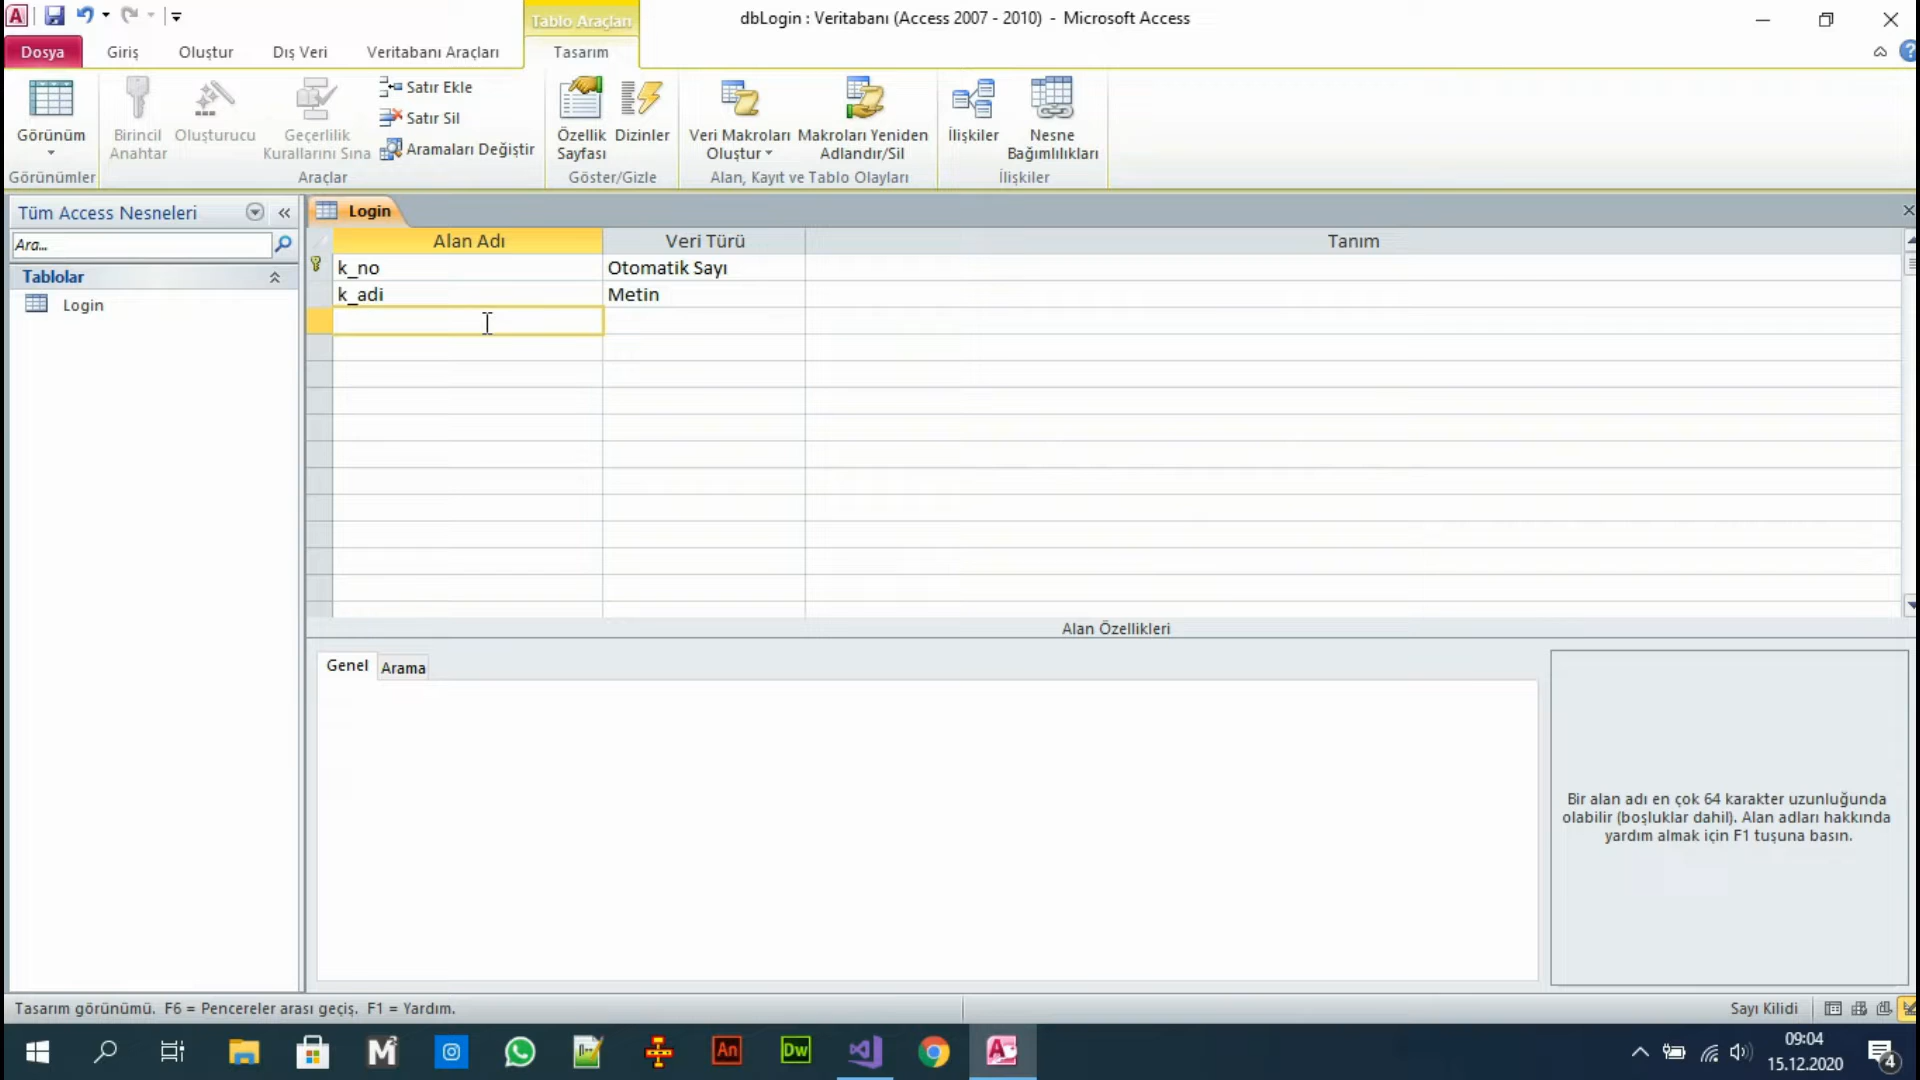 Tablo Araçları
dbLogin : Veritabanı (Access 2007 - 2010) - Microsoft Access
Dosya
Giriş
Oluştur
Dış Veri
Veritabanı Araçları
Tasarım
Görünüm
Birincil
Anahtar
Oluşturucu
Geçerlilik
Kurallarını Sına
Satır Ekle
Satır Sil
Aramaları Değiştir
Özellik
Sayfası
Dizinler
Veri Makroları
Oluştur
Makroları Yeniden
Adlandır/Sil
İlişkiler
Nesne
Bağımlılıkları
Görünümler
Araçlar
Göster/Gizle
Alan, Kayıt ve Tablo Olayları
İlişkiler
Tüm Access Nesneleri
Ara...
Tablolar
Login
Login
Alan Adı
Veri Türü
Tanım
k_no
Otomatik Sayı
k_adi
Metin
Alan Özellikleri
Genel
Arama
Bir alan adı en çok 64 karakter uzunluğunda
olabilir (boşluklar dahil). Alan adları hakkında
yardım almak için F1 tuşuna basın.
Tasarım görünümü. F6 = Pencereler arası geçiş. F1 = Yardım.
Sayı Kilidi
An
Dw
09:04
15.12.2020
4